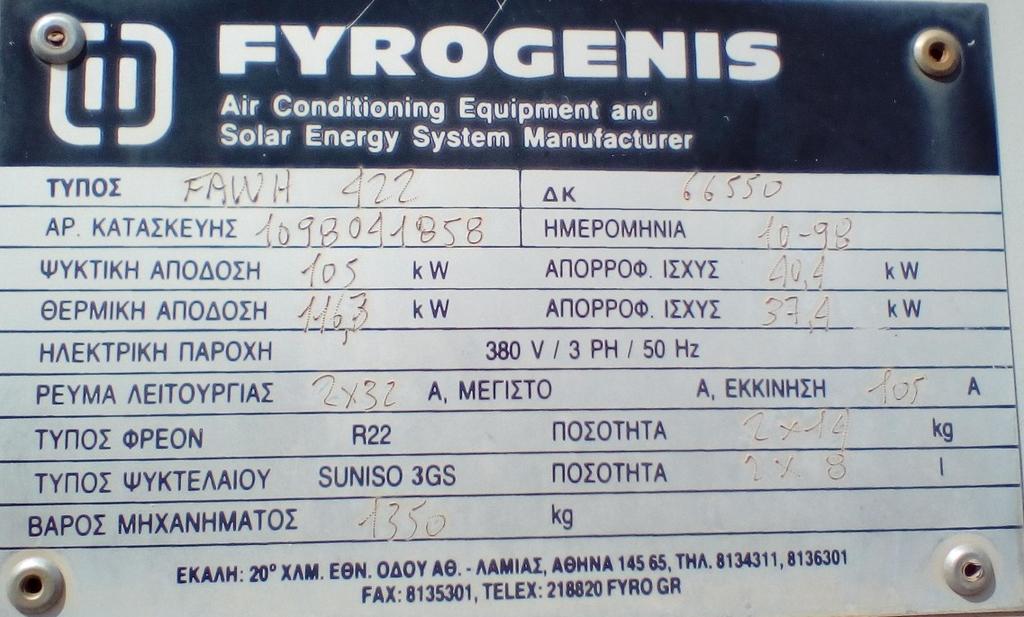 FYROGENIS
Air Conditioning Equipment and
Solar Energy System Manufacturer
ΤΥΠΟΣ FAWH 422 ΔΚ 66550
ΑΡ. ΚΑΤΑΣΚΕΥΗΣ 1098041858 ΗΜΕΡΟΜΗΝΙΑ 10-98
ΨΥΚΤΙΚΗ ΑΠΟΔΟΣΗ 105 kW ΑΠΟΡΡΟΦ. ΙΣΧΥΣ 40,4 kW
ΘΕΡΜΙΚΗ ΑΠΟΔΟΣΗ 116,3 kW ΑΠΟΡΡΟΦ. ΙΣΧΥΣ 37,4 kW
ΗΛΕΚΤΡΙΚΗ ΠΑΡΟΧΗ 380 V / 3 PH / 50 Hz
ΡΕΥΜΑ ΛΕΙΤΟΥΡΓΙΑΣ 2x32 Α, ΜΕΓΙΣΤΟ Α, ΕΚΚΙΝΗΣΗ 105 Α
ΤΥΠΟΣ ΦΡΕΟΝ R22 ΠΟΣΟΤΗΤΑ kg
ΤΥΠΟΣ ΨΥΚΤΕΛΑΙΟΥ SUNISO 3GS ΠΟΣΟΤΗΤΑ 2x8 l
ΒΑΡΟΣ ΜΗΧΑΝΗΜΑΤΟΣ 1350 kg
ΕΚΑΛΗ: 20° ΧΛΜ. ΕΘΝ. ΟΔΟΥ ΑΘ. - ΛΑΜΙΑΣ, ΑΘΗΝΑ 145 65, ΤΗΛ. 8134311, 8136301
FAX: 8135301, TELEX: 218820 FYRO GR